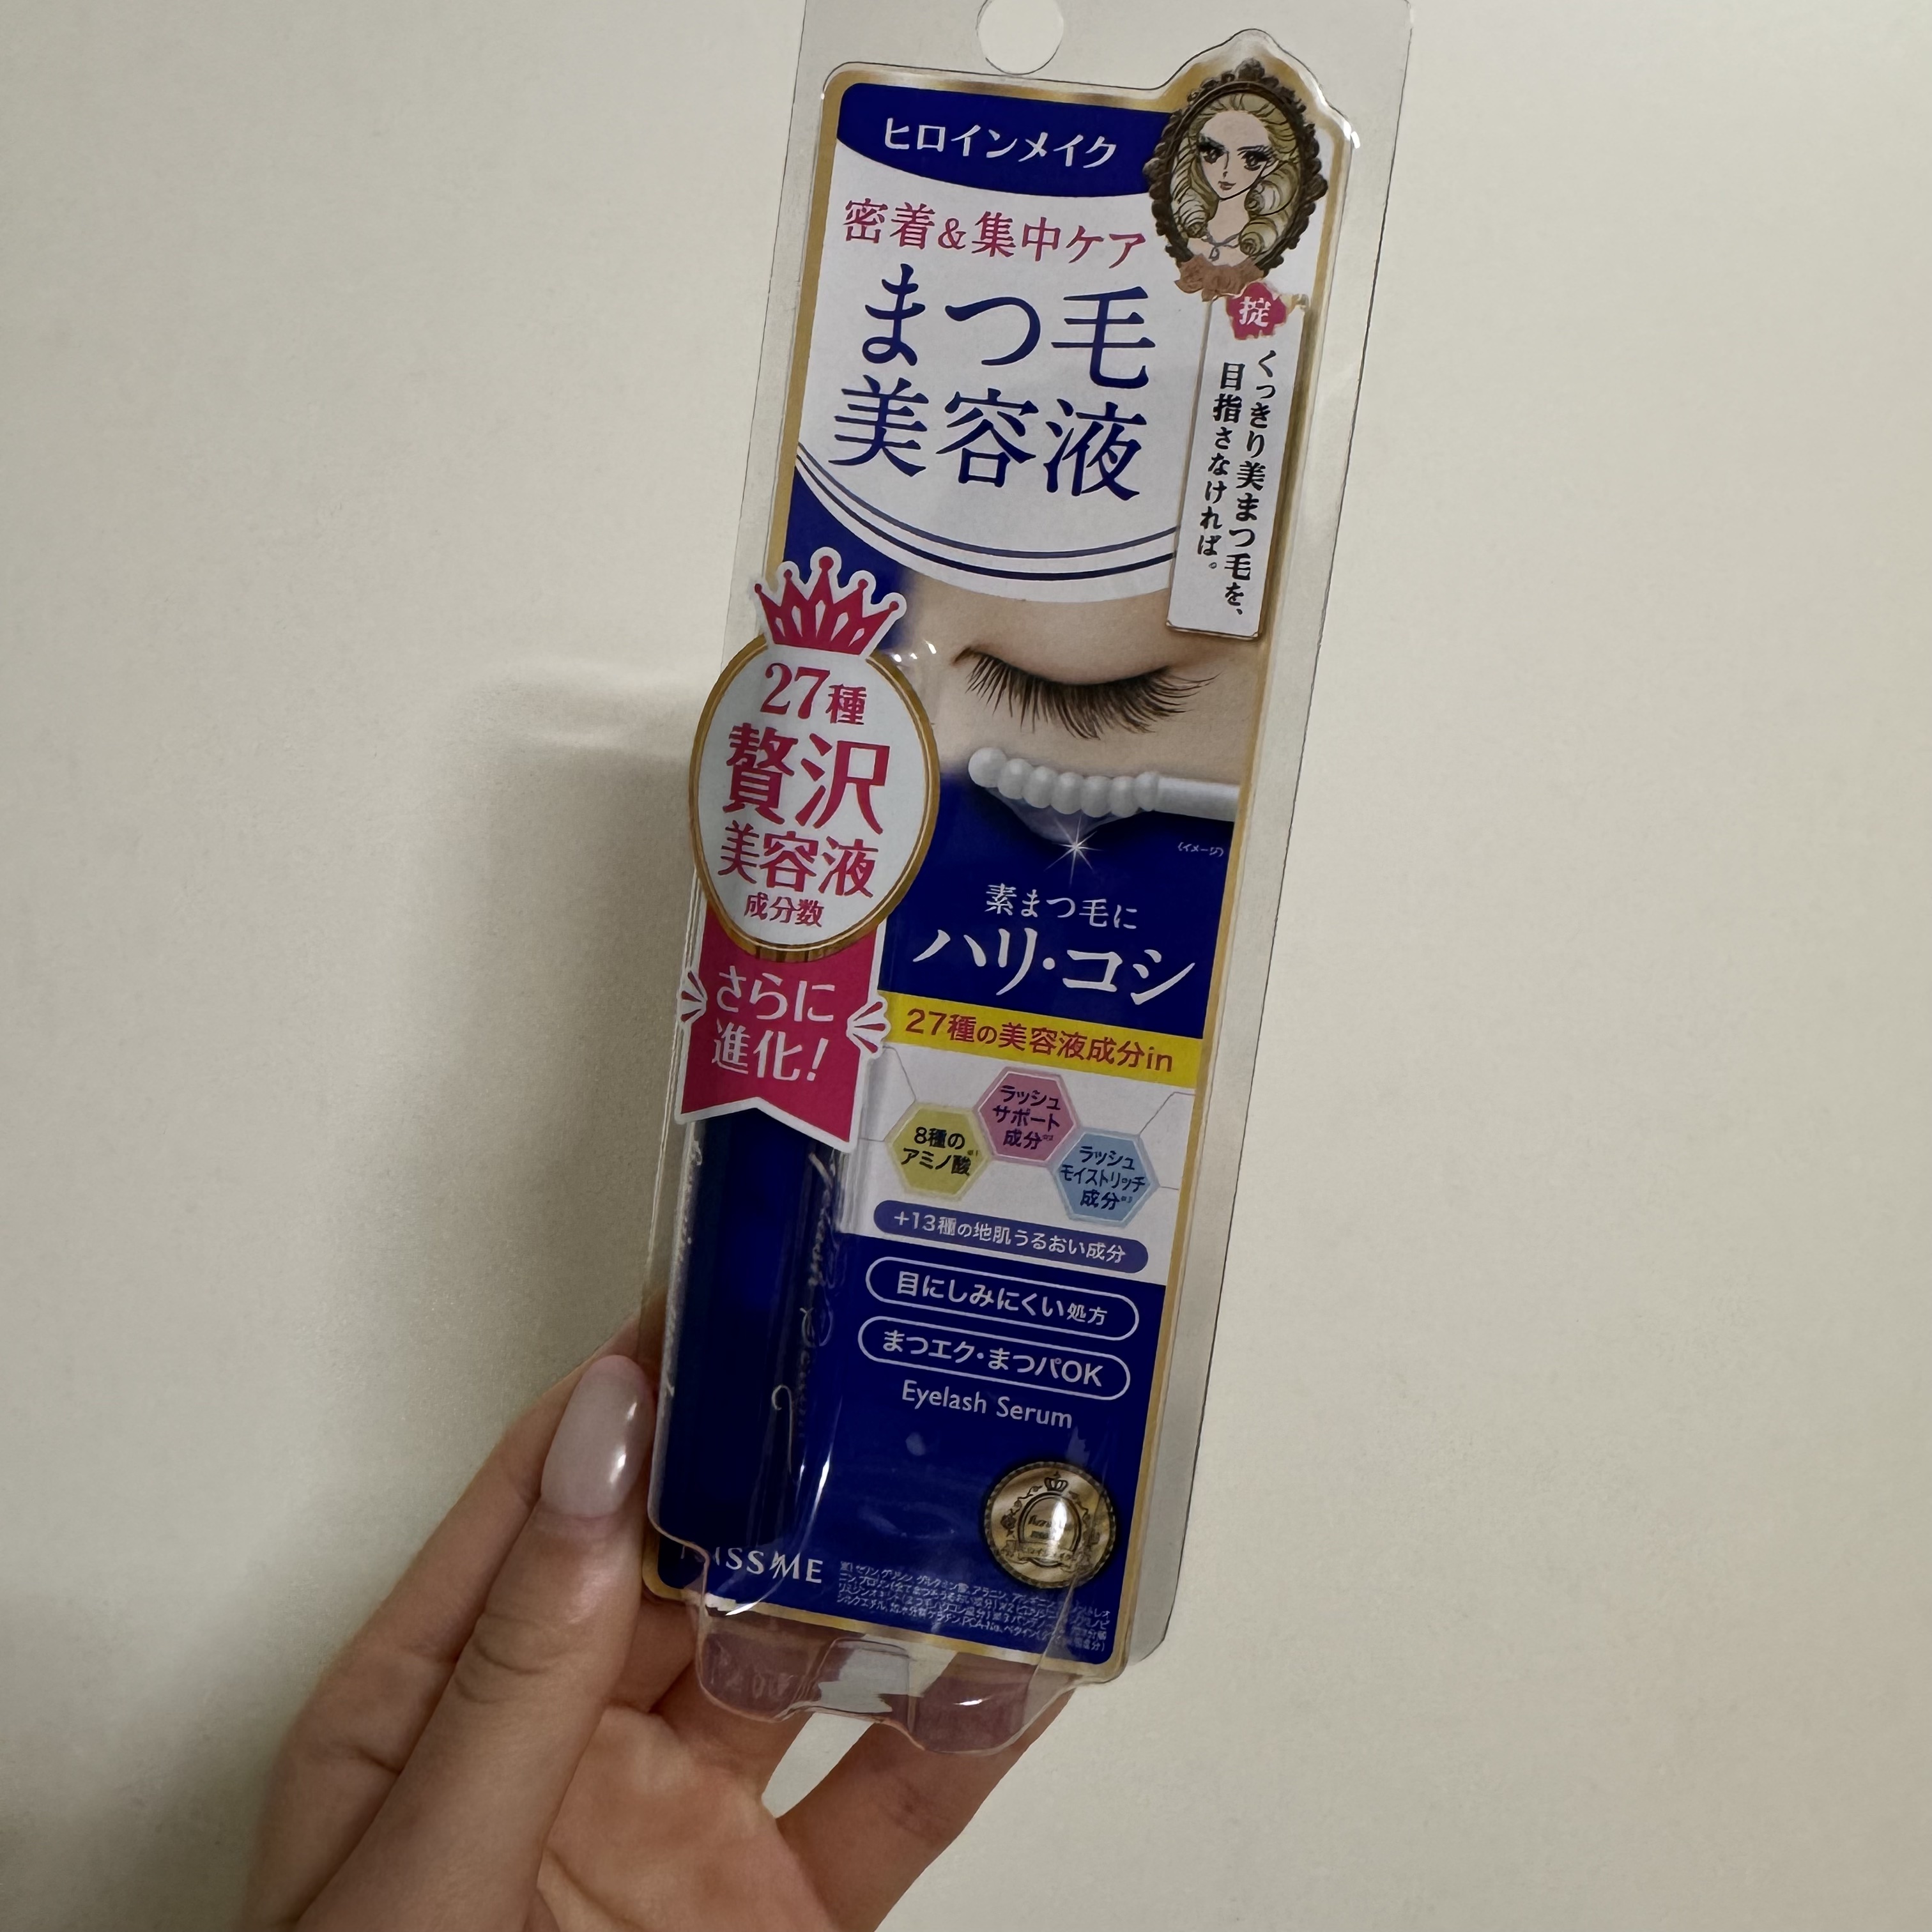 ヒロインメイク
密着&集中ケア
まつ毛
美容液
掟
くっきり美まつ毛を、
目指さなければ。
27種
贅沢
美容液
成分数
さらに
進化!
(イメージ)
素まつ毛に
ハリ・コシ
27種の美容液成分in
8種の
アミノ酸※1
ラッシュ
サポート
成分※2
ラッシュ
モイストリッチ
成分※3
+13種の地肌うるおい成分
目にしみにくい処方
まつエク・まつパOK
Eyelash Serum
ISSME